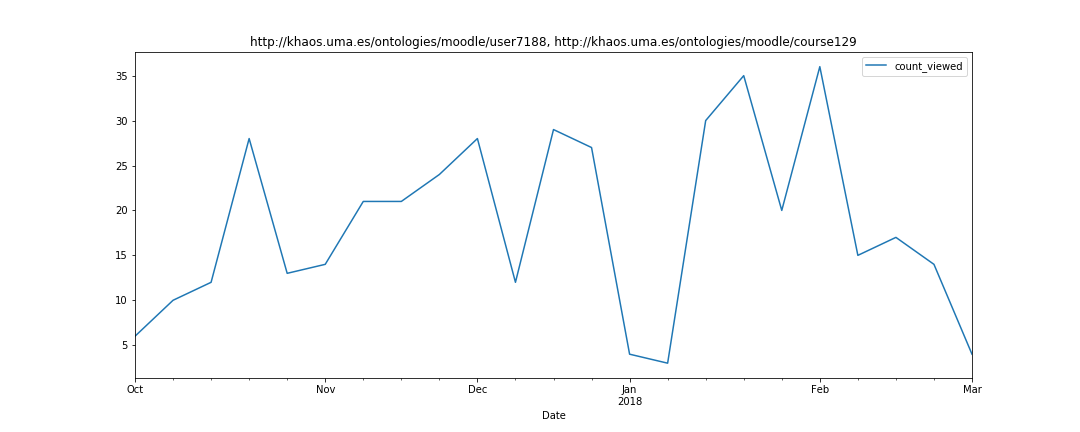 http://khaos.uma.es/ontologies/moodle/user7188, http://khaos.uma.es/ontologies/moodle/course129
count_viewed
35
30
25
20
15
10
5
Oct
Nov
Dec
Jan
2018
Feb
Mar
Date